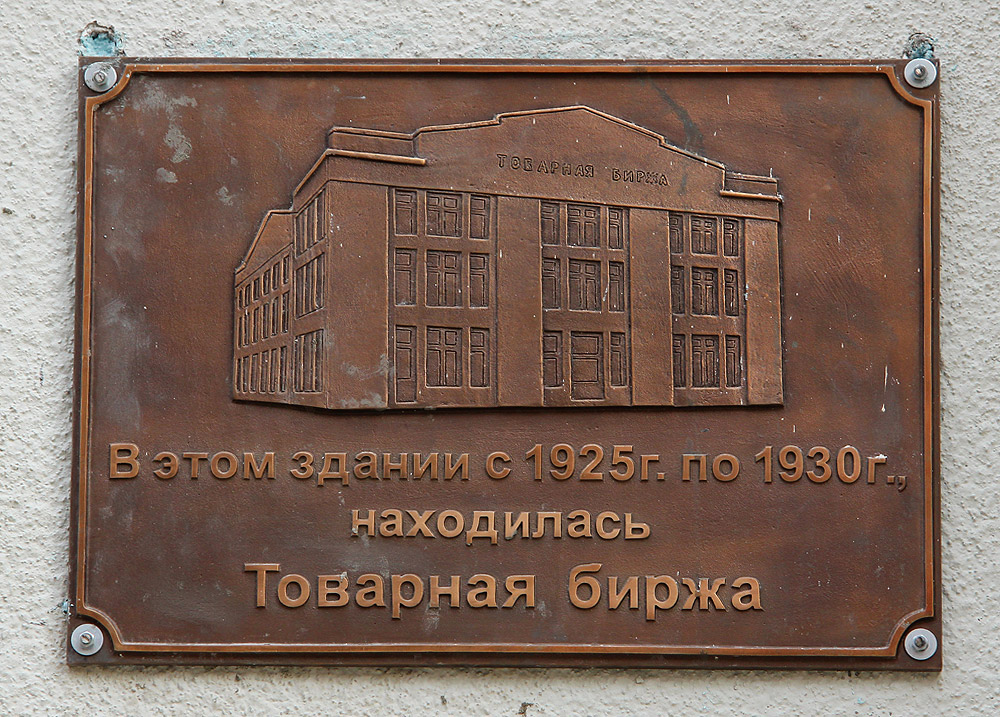 ТОВАРНАЯ БИРЖА
В этом здании с 1925г. по 1930г.,
находилась
Товарная биржа